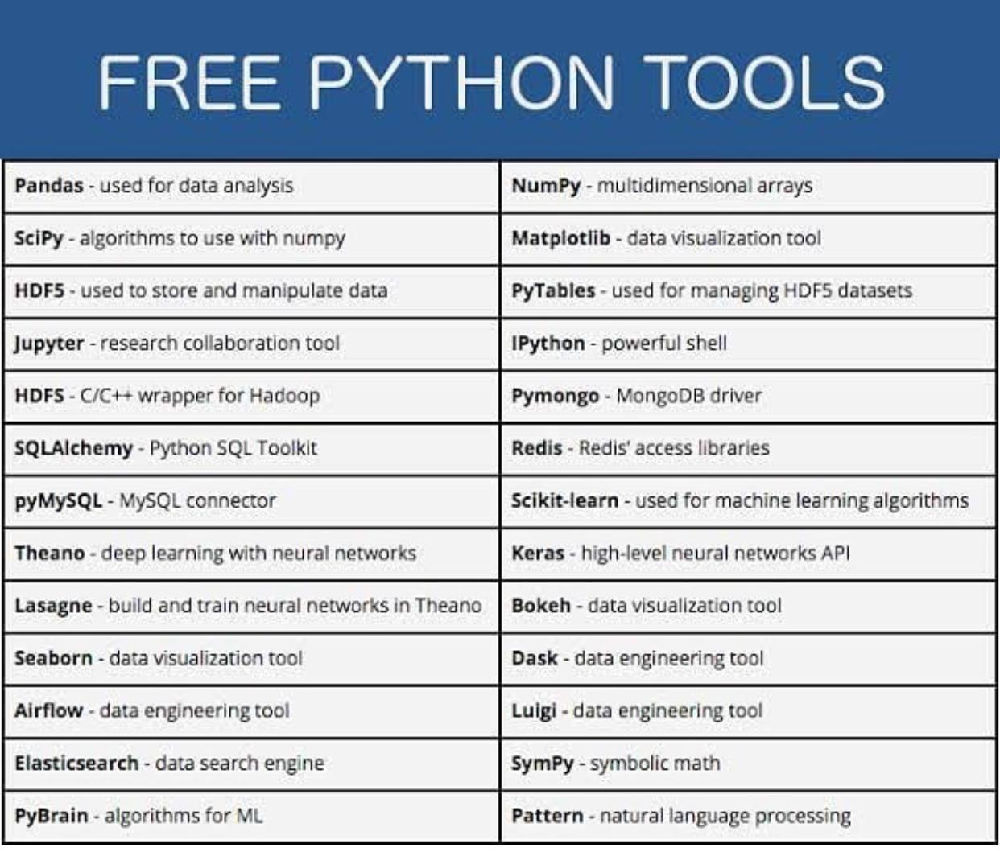 FREE PYTHON TOOLS
Pandas - used for data analysis
NumPy - multidimensional arrays
SciPy - algorithms to use with numpy
Matplotlib - data visualization tool
HDF5 - used to store and manipulate data
PyTables - used for managing HDF5 datasets
Jupyter - research collaboration tool
IPython - powerful shell
HDFS - C/C++ wrapper for Hadoop
Pymongo - MongoDB driver
SQLAlchemy - Python SQL Toolkit
Redis - Redis' access libraries
pyMySQL - MySQL connector
Scikit-learn - used for machine learning algorithms
Theano - deep learning with neural networks
Keras - high-level neural networks API
Lasagne - build and train neural networks in Theano
Bokeh - data visualization tool
Seaborn - data visualization tool
Dask - data engineering tool
Airflow - data engineering tool
Luigi - data engineering tool
Elasticsearch - data search engine
SymPy - symbolic math
PyBrain - algorithms for ML
Pattern - natural language processing